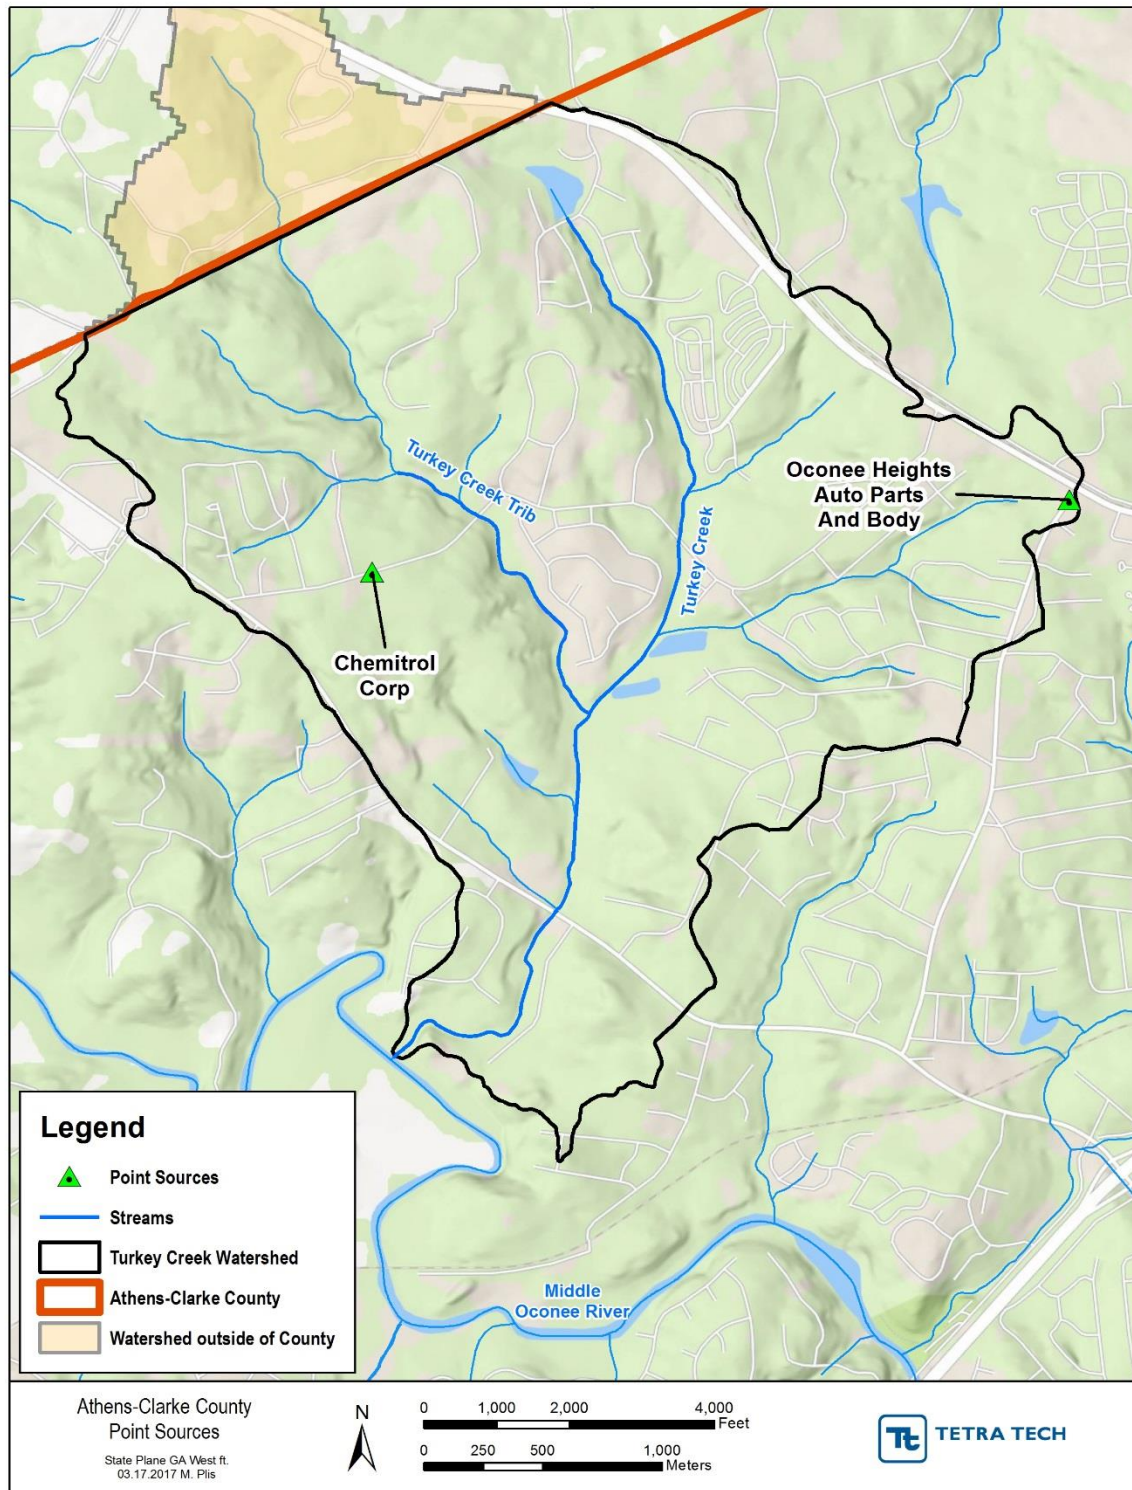 Turkey Creek Trib
Turkey Creek
Oconee Heights
Auto Parts
And Body
Chemitrol
Corp
Middle
Oconee River
Legend
Point Sources
Streams
Turkey Creek Watershed
Athens-Clarke County
Watershed outside of County
Athens-Clarke County
Point Sources
State Plane GA West ft.
03.17.2017 M. Plis
N
0 1,000 2,000 4,000
Feet
0 250 500 1,000
Meters
Tt TETRA TECH